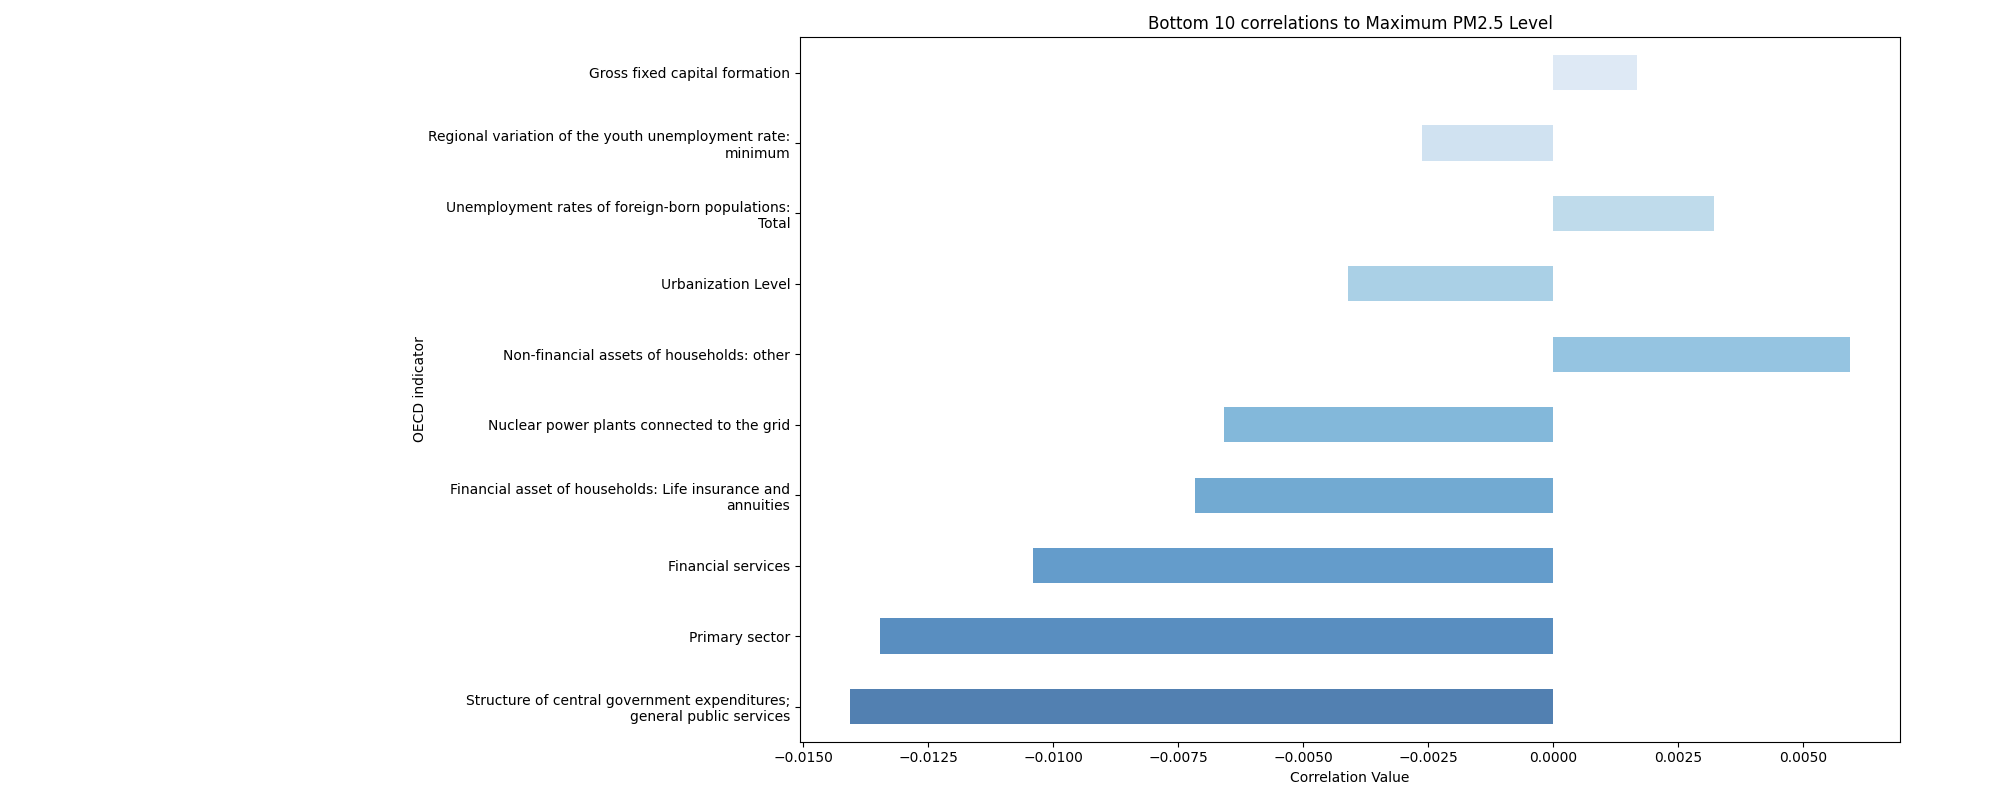 Bottom 10 correlations to Maximum PM2.5 Level
Gross fixed capital formation
Regional variation of the youth unemployment rate:
minimum
Unemployment rates of foreign-born populations:
Total
Urbanization Level
Non-financial assets of households: other
Nuclear power plants connected to the grid
Financial asset of households: Life insurance and
annuities
Financial services
Primary sector
Structure of central government expenditures;
general public services
OECD indicator
−0.0150 −0.0125 −0.0100 −0.0075 −0.0050 −0.0025 0.0000 0.0025 0.0050
Correlation Value